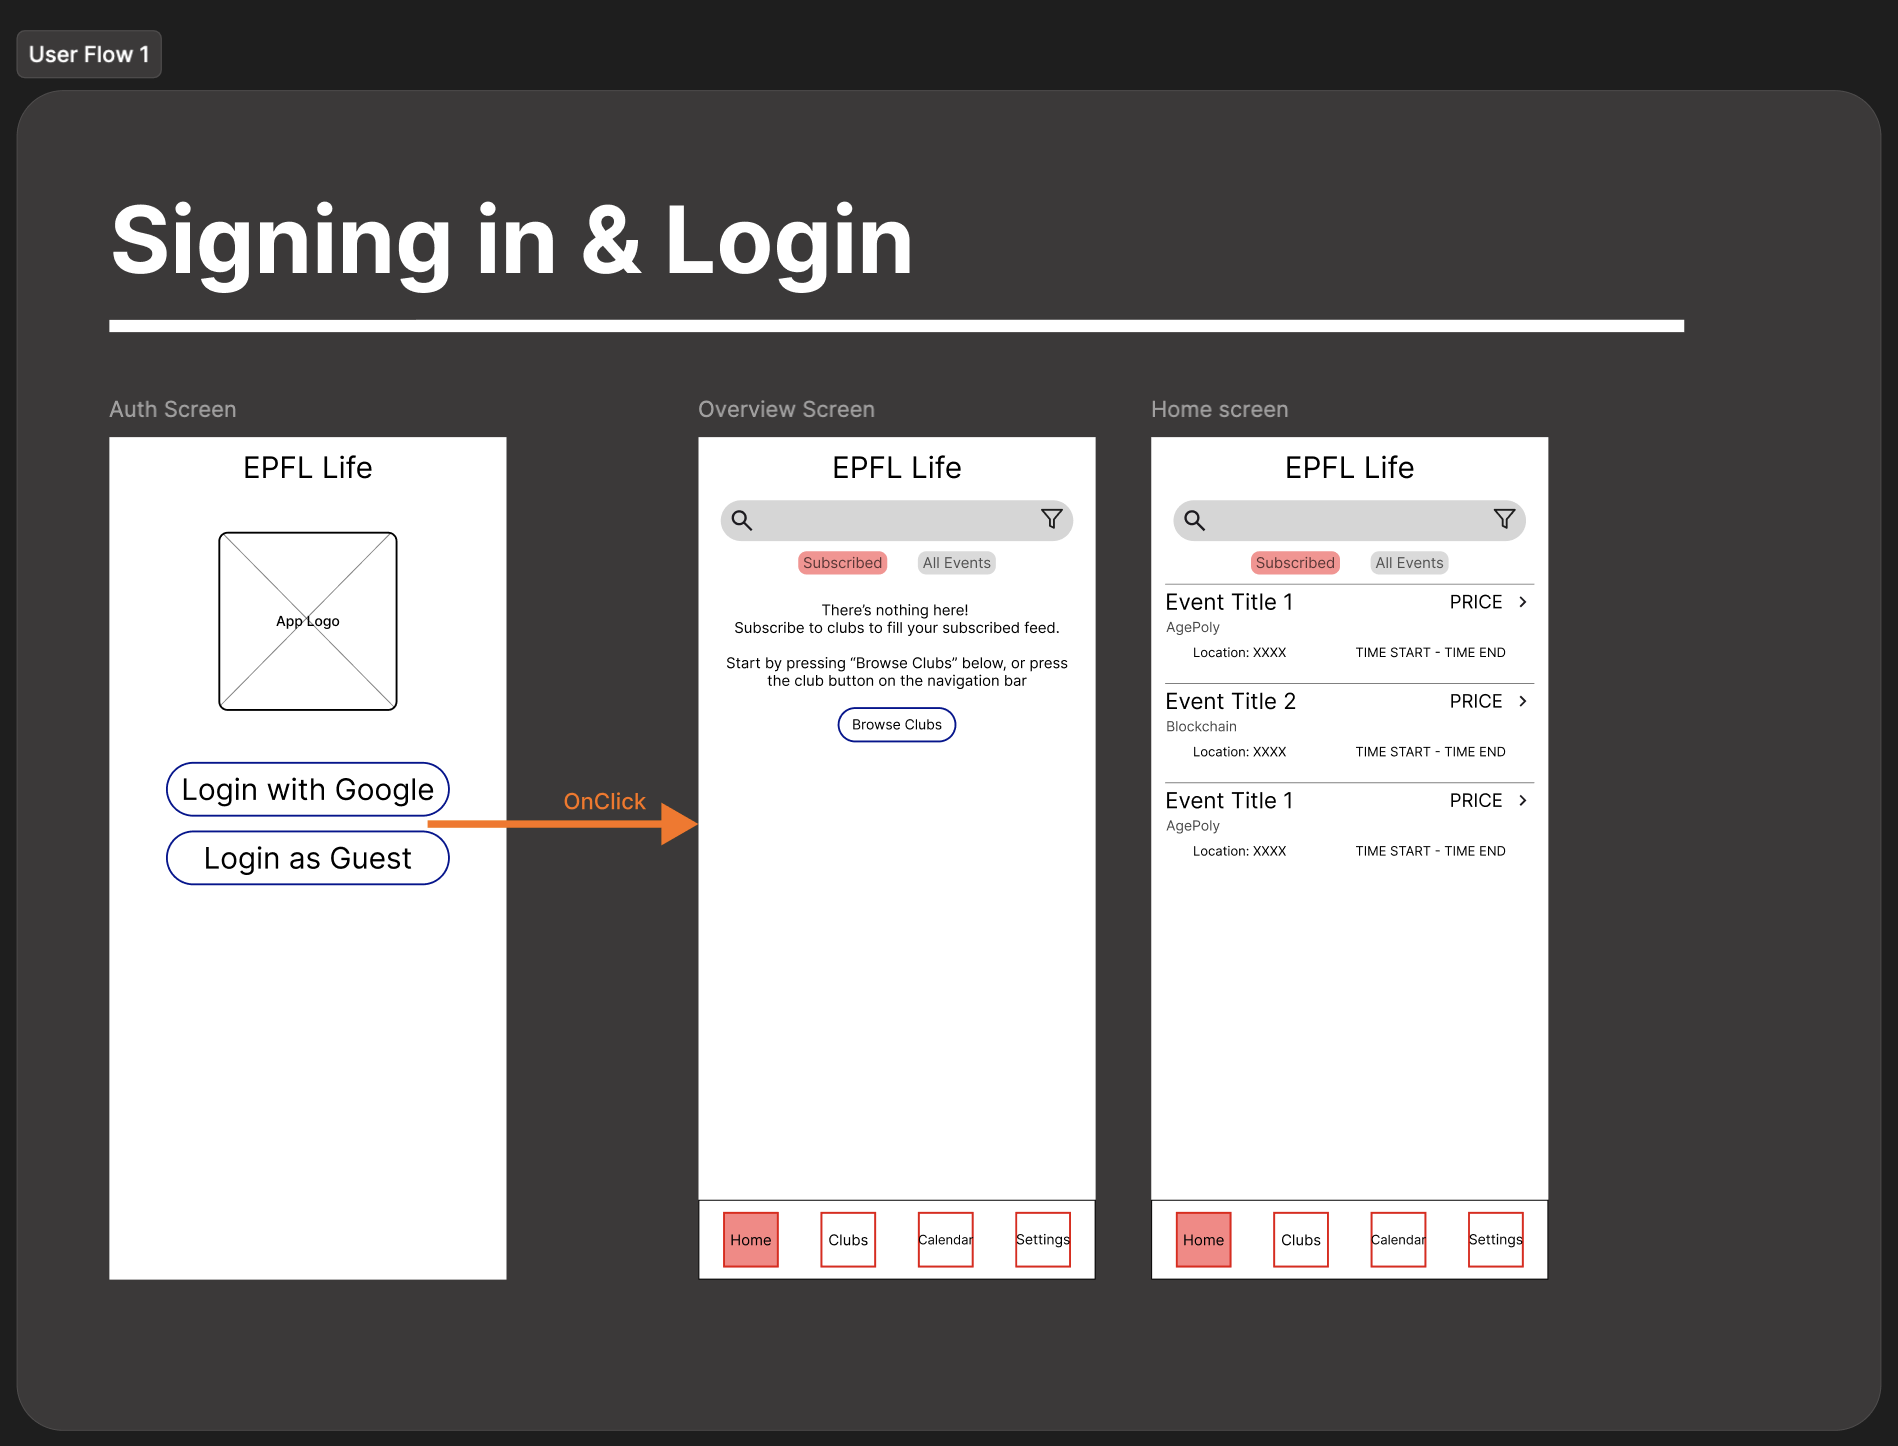 User Flow 1
Signing in & Login
Auth Screen
EPFL Life
App Logo
Login with Google
Login as Guest
OnClick
Overview Screen
EPFL Life
Subscribed
All Events
There’s nothing here!
Subscribe to clubs to fill your subscribed feed.
Start by pressing “Browse Clubs” below, or press
the club button on the navigation bar
Browse Clubs
Home
Clubs
Calendar
Settings
Home screen
EPFL Life
Subscribed
All Events
Event Title 1
PRICE
AgePoly
Location: XXXX
TIME START - TIME END
Event Title 2
PRICE
Blockchain
Location: XXXX
TIME START - TIME END
Event Title 1
PRICE
AgePoly
Location: XXXX
TIME START - TIME END
Home
Clubs
Calendar
Settings